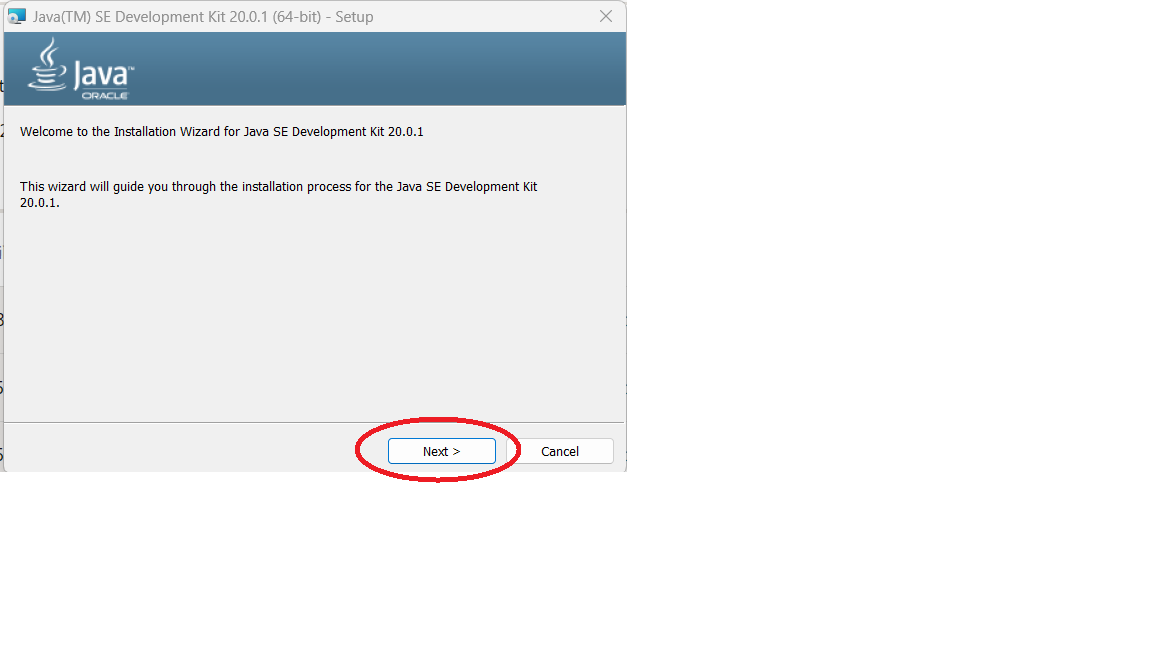 Java(TM) SE Development Kit 20.0.1 (64-bit) - Setup
Java™
ORACLE
Welcome to the Installation Wizard for Java SE Development Kit 20.0.1
This wizard will guide you through the installation process for the Java SE Development Kit
20.0.1.
Next >
Cancel